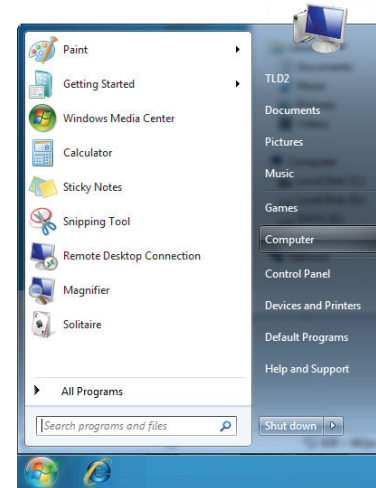 Paint
Getting Started
Windows Media Center
Calculator
Sticky Notes
Snipping Tool
Remote Desktop Connection
Magnifier
Solitaire
All Programs
Search programs and files
TLD2
Documents
Pictures
Music
Games
Computer
Control Panel
Devices and Printers
Default Programs
Help and Support
Shut down